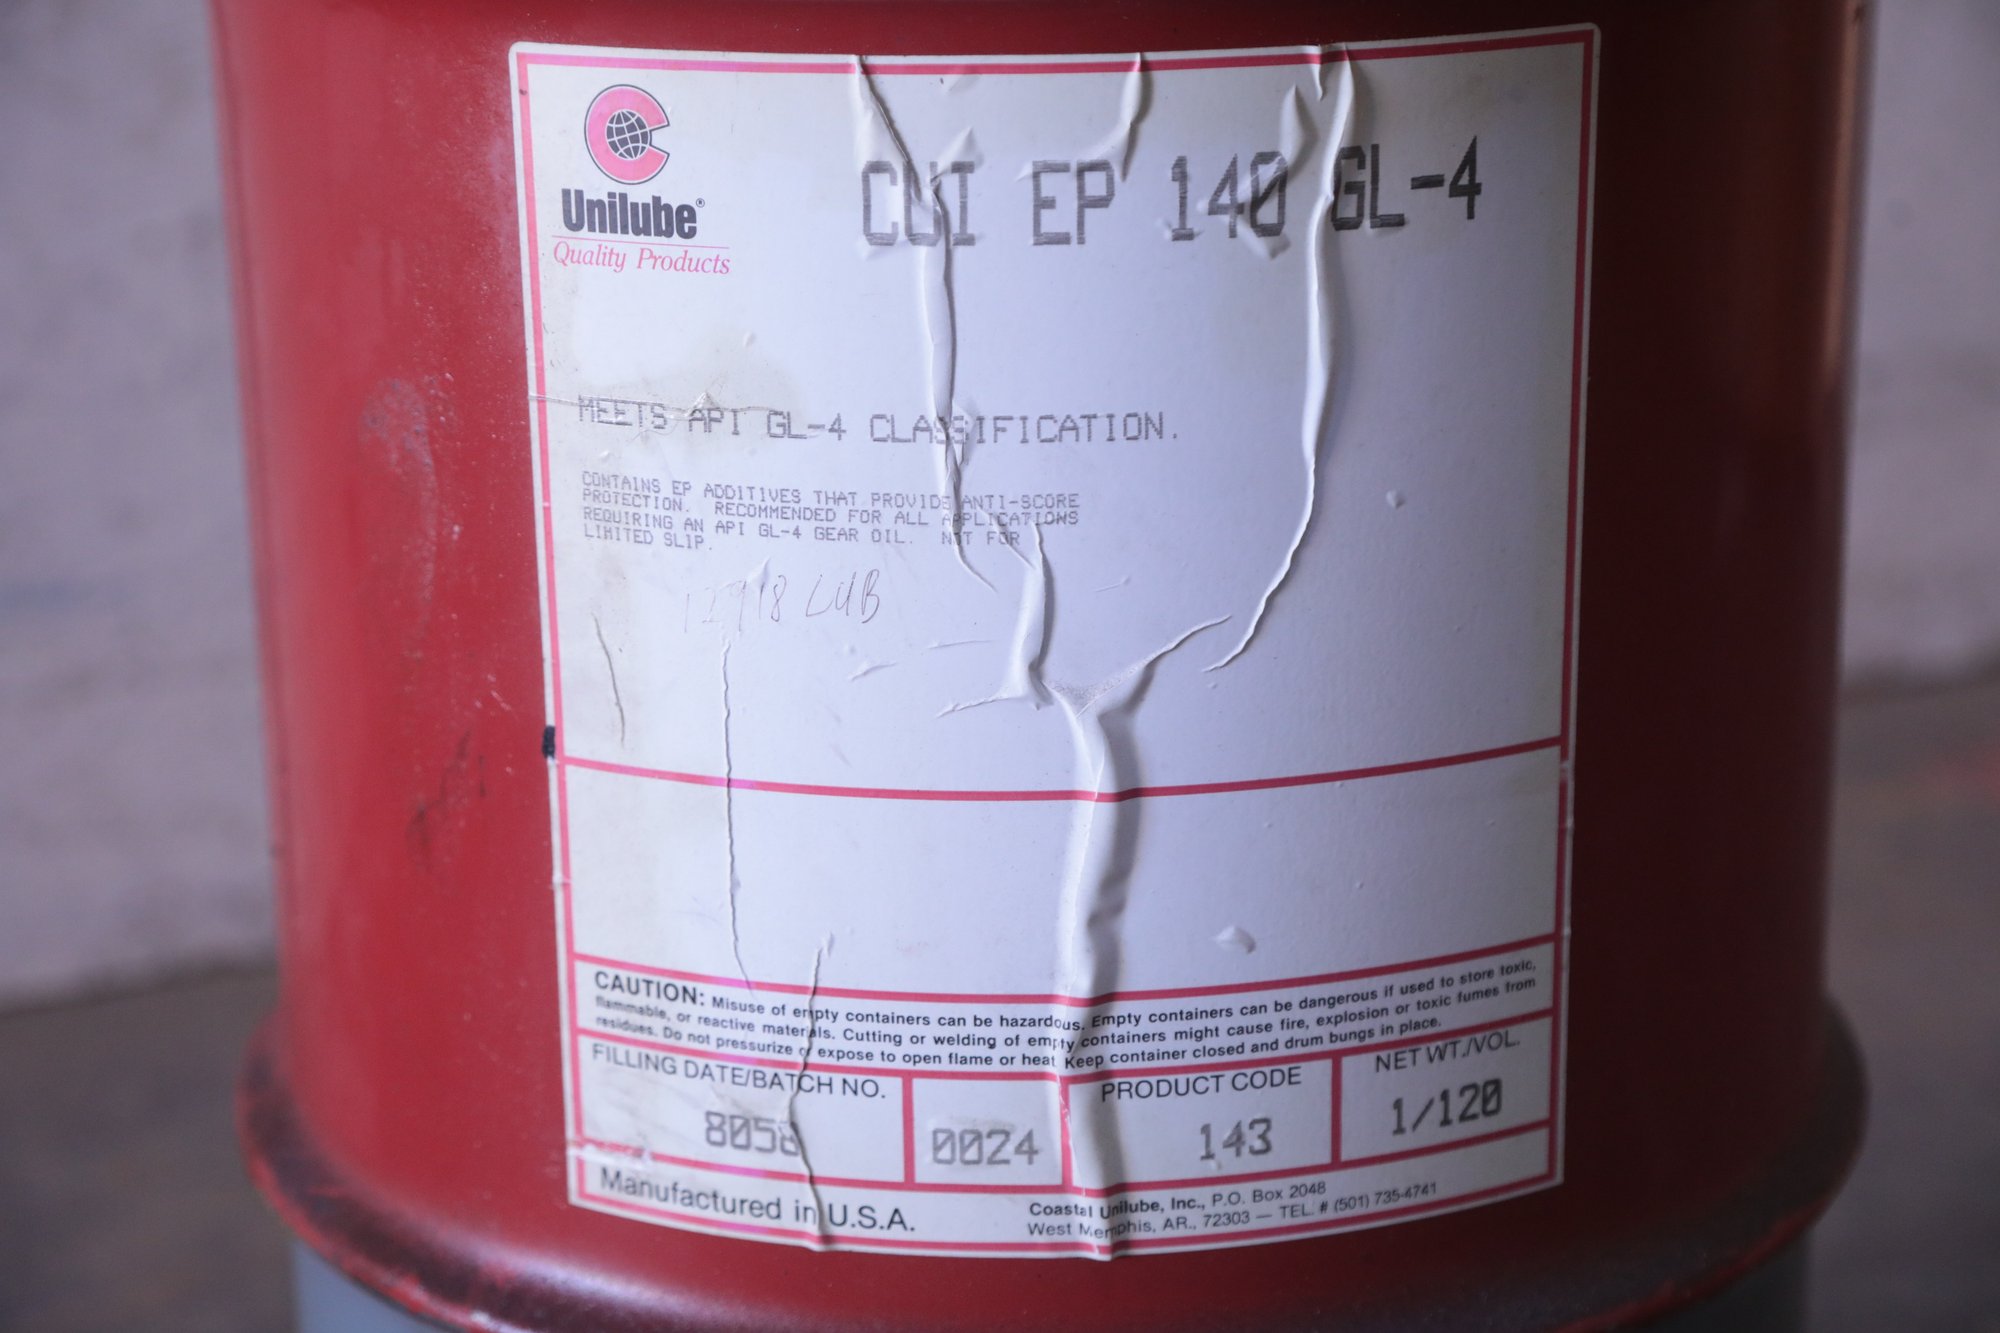 Unilube®
Quality Products
CUI EP 140 GL-4
MEETS API GL-4 CLASSIFICATION.
CONTAINS EP ADDITIVES THAT PROVIDE ANTI-SCORE
PROTECTION. RECOMMENDED FOR ALL APPLICATIONS
REQUIRING AN API GL-4 GEAR OIL. NOT FOR
LIMITED SLIP.
12918 LUB
CAUTION: Misuse of empty containers can be hazardous. Empty containers can be dangerous if used to store toxic,
flammable, or reactive materials. Cutting or welding of empty containers might cause fire, explosion or toxic fumes from
residues. Do not pressurize or expose to open flame or heat. Keep container closed and drum bungs in place.
FILLING DATE/BATCH NO.
8058
0024
PRODUCT CODE
143
NET WT./VOL.
1/120
Manufactured in U.S.A.
Coastal Unilube, Inc., P.O. Box 2048
West Memphis, AR., 72303 — TEL. # (501) 735-4741